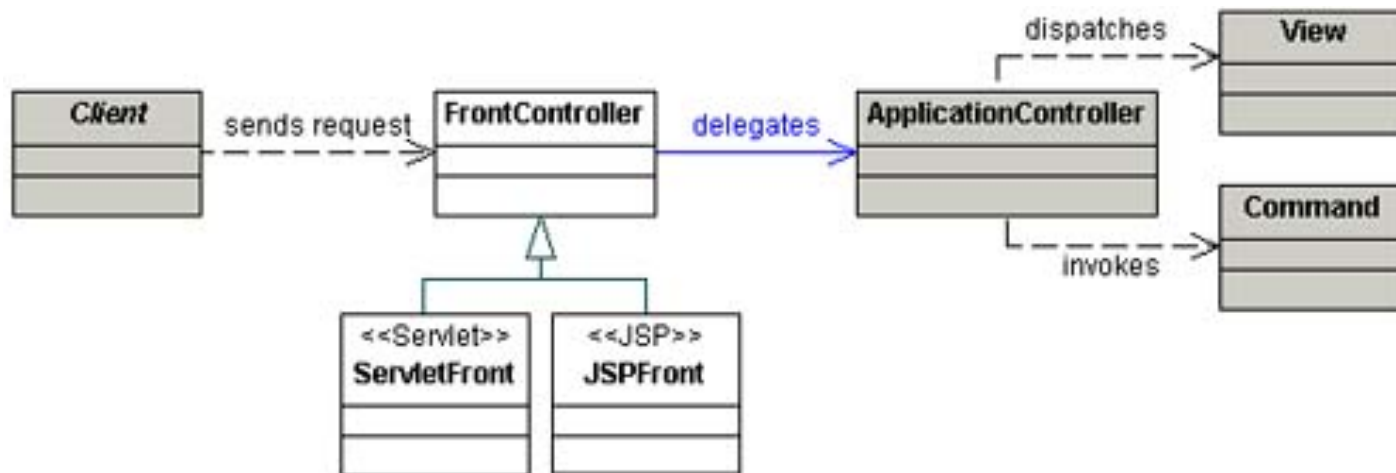 dispatches
View
Client
sends request
FrontController
delegates
ApplicationController
Command
invokes
<<Servlet>>
ServletFront
<<JSP>>
JSPFront